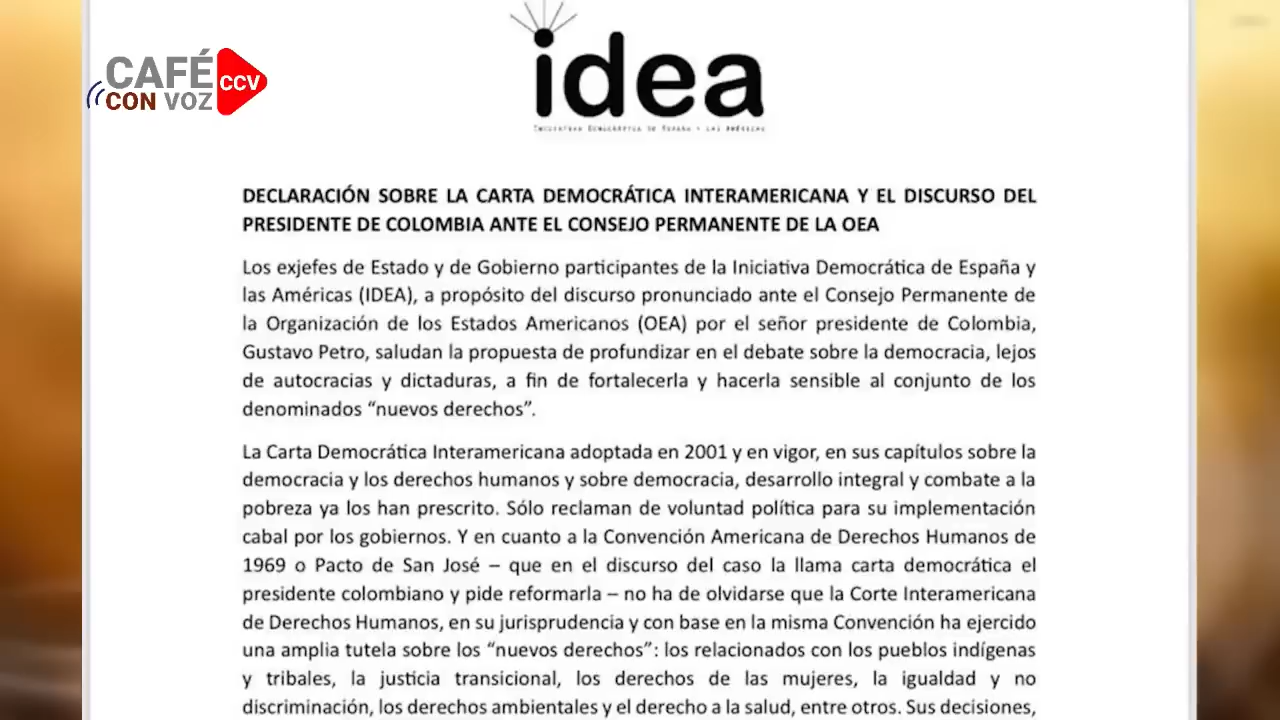 CAFÉ
CON VOZ
CCV
idea
Iniciativa Democrática de España y las Américas
DECLARACIÓN SOBRE LA CARTA DEMOCRÁTICA INTERAMERICANA Y EL DISCURSO DEL
PRESIDENTE DE COLOMBIA ANTE EL CONSEJO PERMANENTE DE LA OEA
Los exjefes de Estado y de Gobierno participantes de la Iniciativa Democrática de España y
las Américas (IDEA), a propósito del discurso pronunciado ante el Consejo Permanente de
la Organización de los Estados Americanos (OEA) por el señor presidente de Colombia,
Gustavo Petro, saludan la propuesta de profundizar en el debate sobre la democracia, lejos
de autocracias y dictaduras, a fin de fortalecerla y hacerla sensible al conjunto de los
denominados “nuevos derechos”.
La Carta Democrática Interamericana adoptada en 2001 y en vigor, en sus capítulos sobre la
democracia y los derechos humanos y sobre democracia, desarrollo integral y combate a la
pobreza ya los han prescrito. Sólo reclaman de voluntad política para su implementación
cabal por los gobiernos. Y en cuanto a la Convención Americana de Derechos Humanos de
1969 o Pacto de San José – que en el discurso del caso la llama carta democrática el
presidente colombiano y pide reformarla – no ha de olvidarse que la Corte Interamericana
de Derechos Humanos, en su jurisprudencia y con base en la misma Convención ha ejercido
una amplia tutela sobre los “nuevos derechos”: los relacionados con los pueblos indígenas
y tribales, la justicia transicional, los derechos de las mujeres, la igualdad y no
discriminación, los derechos ambientales y el derecho a la salud, entre otros. Sus decisiones,